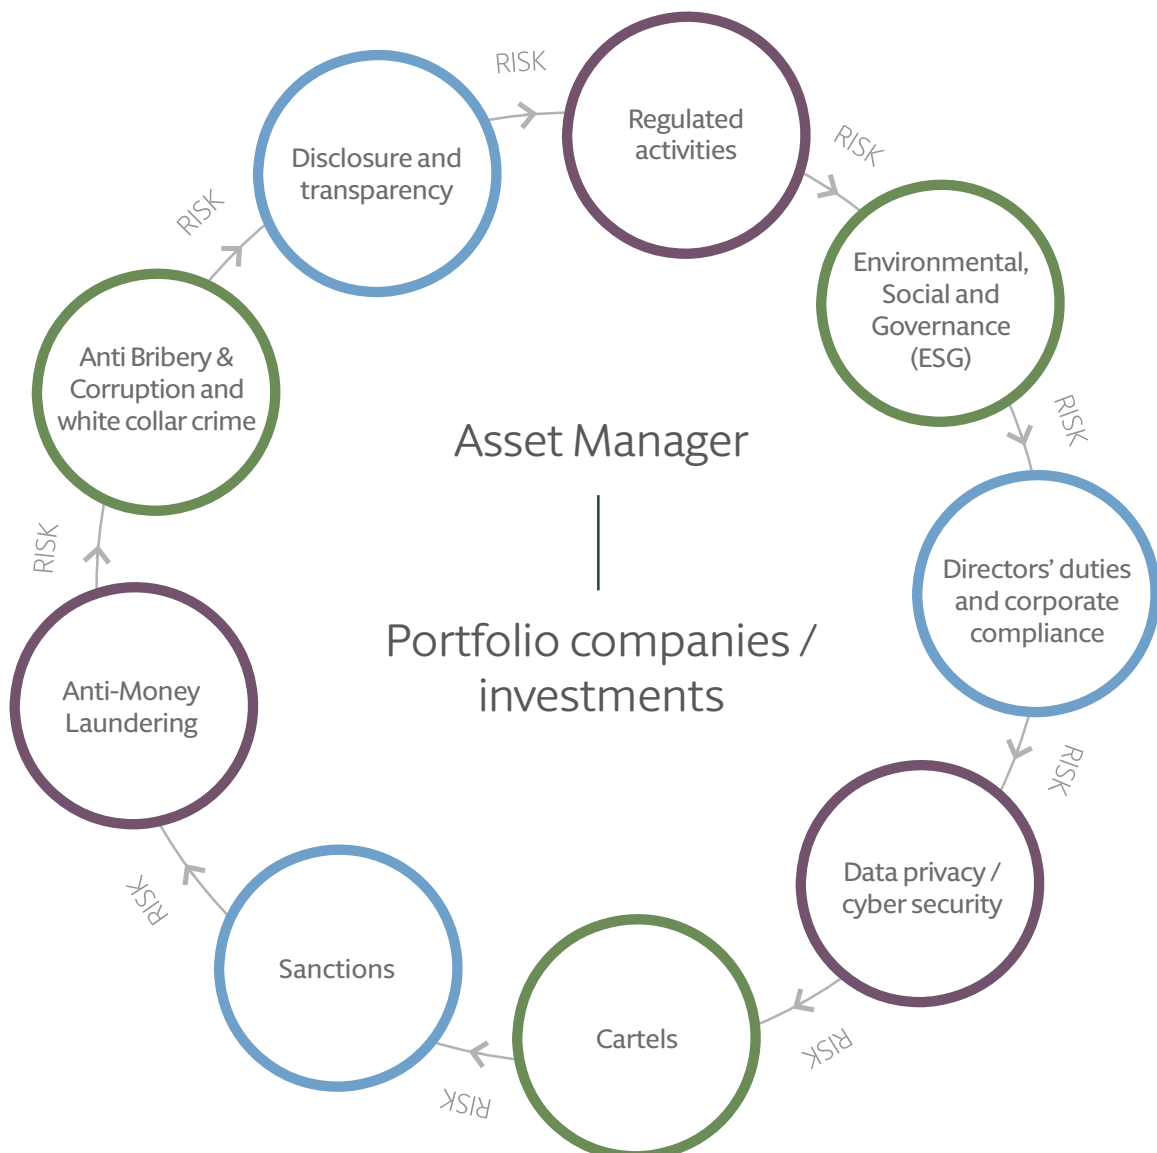 RISK
Regulated
activities
RISK
Disclosure and
transparency
RISK
Environmental,
Social and
Governance
(ESG)
Anti Bribery &
Corruption and
white collar crime
RISK
Asset Manager
RISK
Directors’ duties
and corporate
compliance
Portfolio companies /
investments
Anti-Money
Laundering
RISK
Data privacy /
cyber security
RISK
Sanctions
Cartels
RISK
RISK